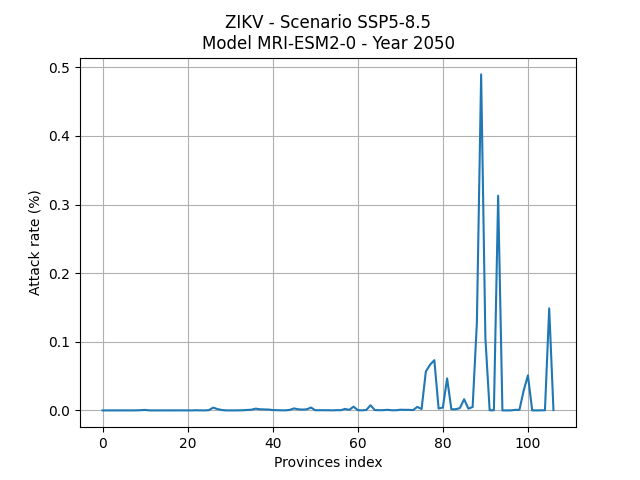 ZIKV - Scenario SSP5-8.5
Model MRI-ESM2-0 - Year 2050
Attack rate (%)
0.5
0.4
0.3
0.2
0.1
0.0
0 20 40 60 80 100
Provinces index